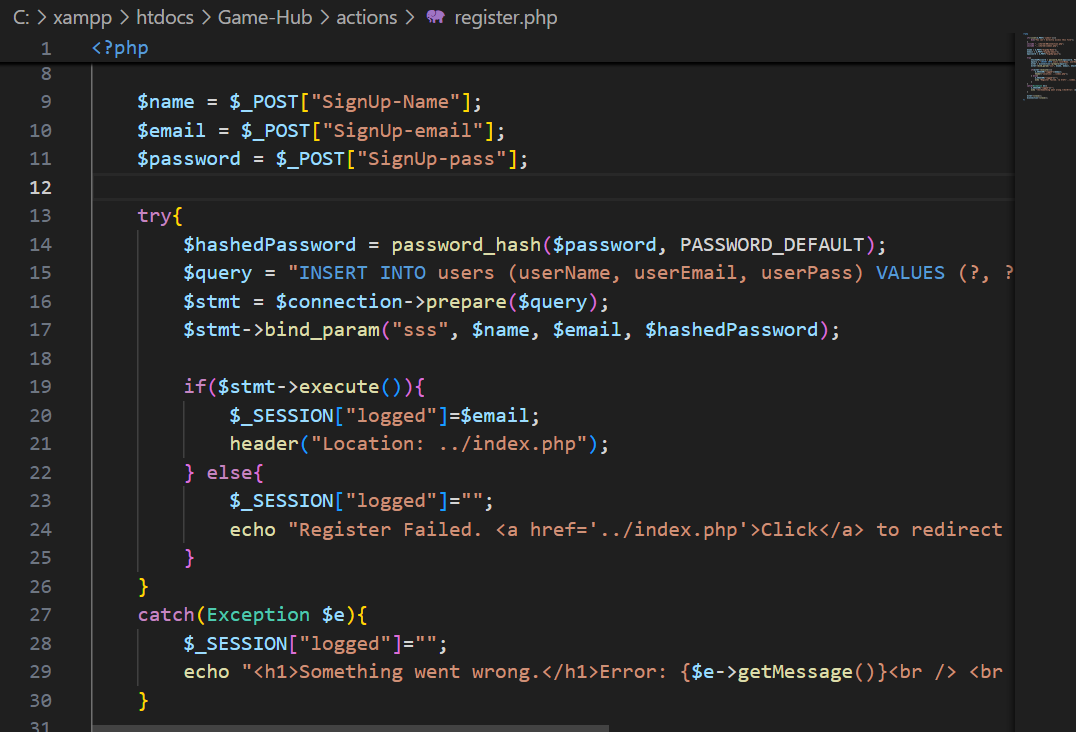 C: > xampp > htdocs > Game-Hub > actions > register.php
1 <?php
8
9 $name = $_POST["SignUp-Name"];
10 $email = $_POST["SignUp-email"];
11 $password = $_POST["SignUp-pass"];
12
13 try{
14 $hashedPassword = password_hash($password, PASSWORD_DEFAULT);
15 $query = "INSERT INTO users (userName, userEmail, userPass) VALUES (?, ?
16 $stmt = $connection->prepare($query);
17 $stmt->bind_param("sss", $name, $email, $hashedPassword);
18
19 if($stmt->execute()){
20 $_SESSION["logged"]=$email;
21 header("Location: ../index.php");
22 } else{
23 $_SESSION["logged"]="";
24 echo "Register Failed. <a href='../index.php'>Click</a> to redirect
25 }
26 }
27 catch(Exception $e){
28 $_SESSION["logged"]="";
29 echo "<h1>Something went wrong.</h1>Error: {$e->getMessage()}<br /> <br
30 }
31